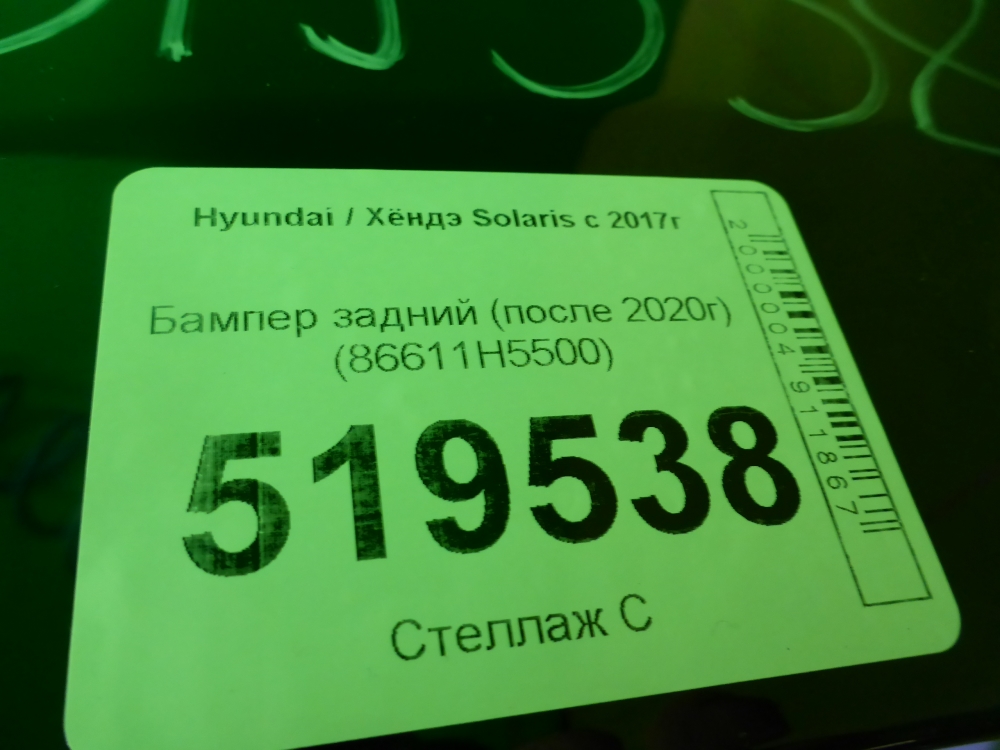 Hyundai / Хёндэ Solaris с 2017г
Бампер задний (после 2020г)
(86611H5500)
519538
Стеллаж С
2000004911867